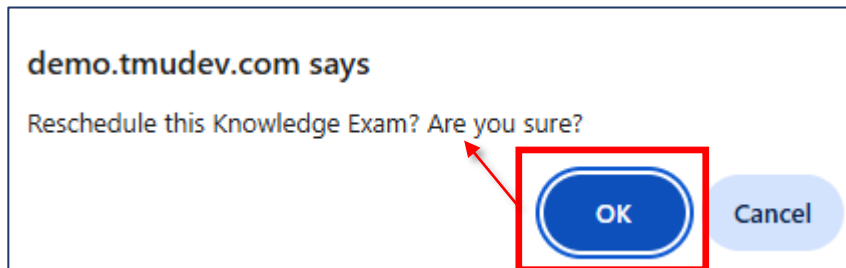 demo.tmudev.com says
Reschedule this Knowledge Exam? Are you sure?
OK Cancel